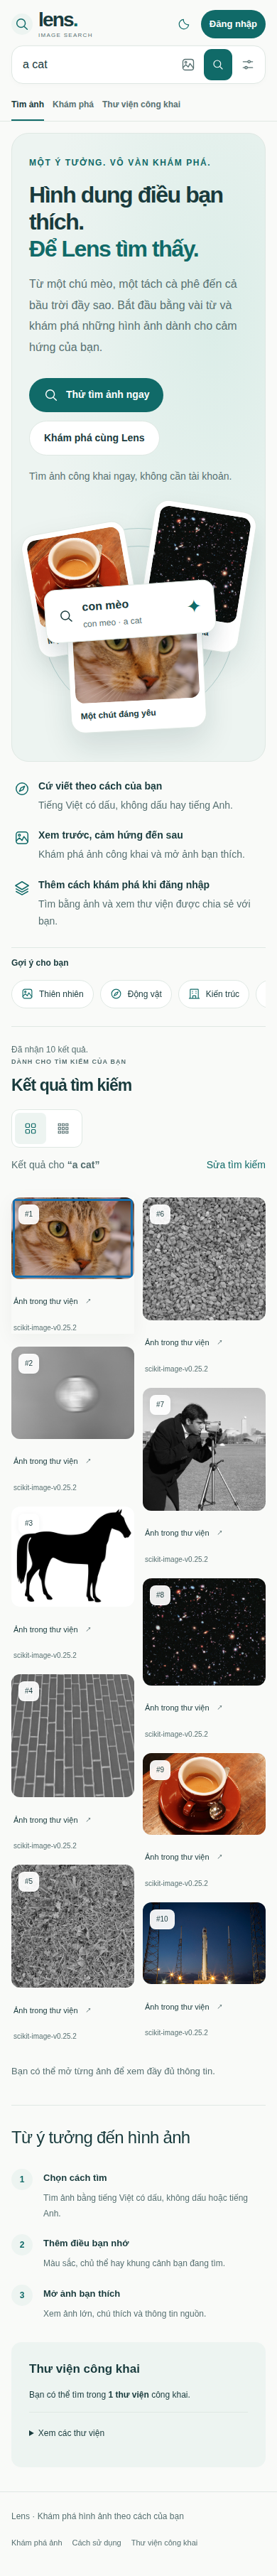 lens.
IMAGE SEARCH
Đăng nhập
a cat
Tìm ảnh Khám phá Thư viện công khai
MỘT Ý TƯỞNG. VÔ VÀN KHÁM PHÁ.
Hình dung điều bạn
thích.
Để Lens tìm thấy.
Từ một chú mèo, một tách cà phê đến cả
bầu trời đầy sao. Bắt đầu bằng vài từ và
khám phá những hình ảnh dành cho cảm
hứng của bạn.
Thử tìm ảnh ngay
Khám phá cùng Lens
Tìm ảnh công khai ngay, không cần tài khoản.
con mèo
con meo · a cat
Một chút đáng yêu
Cứ viết theo cách của bạn
Tiếng Việt có dấu, không dấu hay tiếng Anh.
Xem trước, cảm hứng đến sau
Khám phá ảnh công khai và mở ảnh bạn thích.
Thêm cách khám phá khi đăng nhập
Tìm bằng ảnh và xem thư viện được chia sẻ với
bạn.
Gợi ý cho bạn
Thiên nhiên Động vật Kiến trúc
Đã nhận 10 kết quả.
DÀNH CHO TÌM KIẾM CỦA BẠN
Kết quả tìm kiếm
Kết quả cho “a cat” Sửa tìm kiếm
#1
Ảnh trong thư viện ↗
scikit-image-v0.25.2
#2
Ảnh trong thư viện ↗
scikit-image-v0.25.2
#3
Ảnh trong thư viện ↗
scikit-image-v0.25.2
#4
Ảnh trong thư viện ↗
scikit-image-v0.25.2
#5
Ảnh trong thư viện ↗
scikit-image-v0.25.2
#6
Ảnh trong thư viện ↗
scikit-image-v0.25.2
#7
Ảnh trong thư viện ↗
scikit-image-v0.25.2
#8
Ảnh trong thư viện ↗
scikit-image-v0.25.2
#9
Ảnh trong thư viện ↗
scikit-image-v0.25.2
#10
Ảnh trong thư viện ↗
scikit-image-v0.25.2
Bạn có thể mở từng ảnh để xem đầy đủ thông tin.
Từ ý tưởng đến hình ảnh
1 Chọn cách tìm
Tìm ảnh bằng tiếng Việt có dấu, không dấu hoặc tiếng
Anh.
2 Thêm điều bạn nhớ
Màu sắc, chủ thể hay khung cảnh bạn đang tìm.
3 Mở ảnh bạn thích
Xem ảnh lớn, chú thích và thông tin nguồn.
Thư viện công khai
Bạn có thể tìm trong 1 thư viện công khai.
Xem các thư viện
Lens · Khám phá hình ảnh theo cách của bạn
Khám phá ảnh Cách sử dụng Thư viện công khai